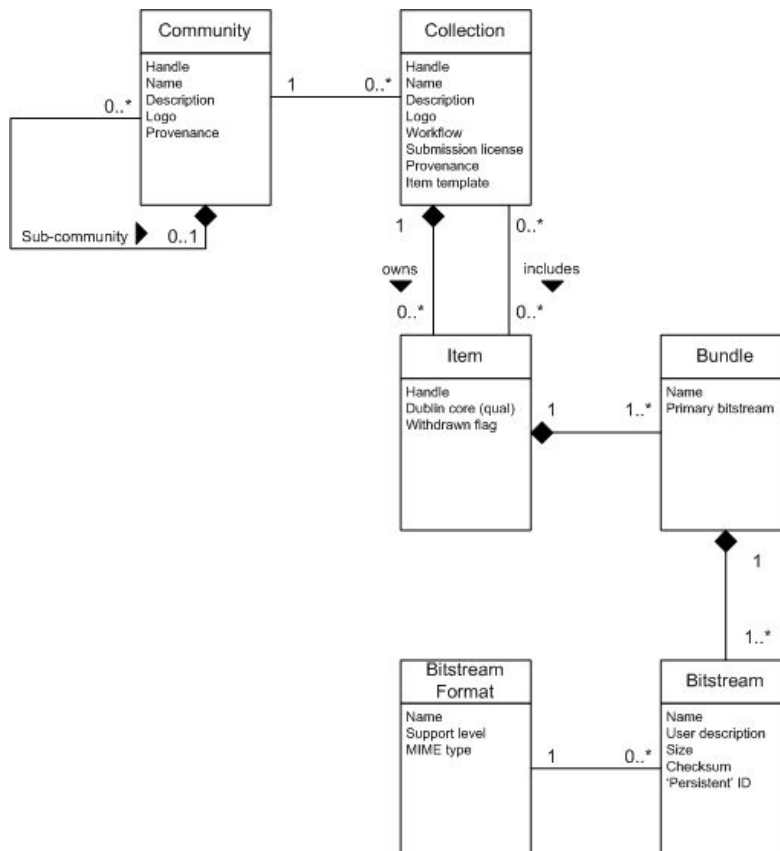 Community
Handle
Name
Description
Logo
Provenance
0..*
Sub-community
0..1
1
0..*
Collection
Handle
Name
Description
Logo
Workflow
Submission license
Provenance
Item template
1
0..*
owns
includes
0..*
0..*
Item
Handle
Dublin core (qual)
Withdrawn flag
1
1..*
Bundle
Name
Primary bitstream
1
1..*
Bitstream
Format
Name
Support level
MIME type
1
0..*
Bitstream
Name
User description
Size
Checksum
‘Persistent’ ID